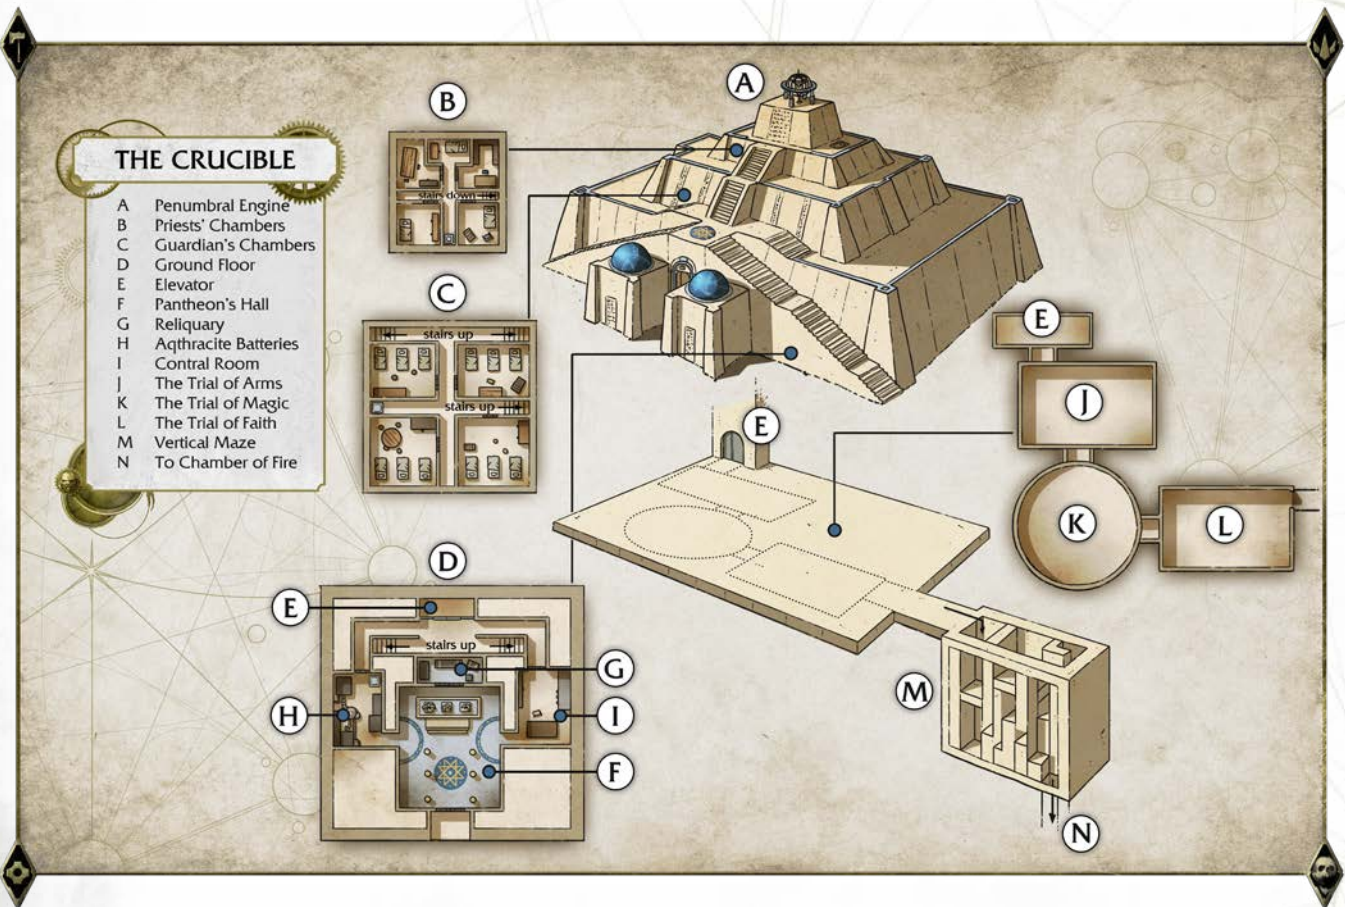 THE CRUCIBLE
A Penumbral Engine
B Priests' Chambers
C Guardian's Chambers
D Ground Floor
E Elevator
F Pantheon's Hall
G Reliquary
H Aqthracite Batteries
I Contral Room
J The Trial of Arms
K The Trial of Magic
L The Trial of Faith
M Vertical Maze
N To Chamber of Fire
A
B
stairs down
C
stairs up
stairs up
E
J
K
L
E
D
E
stairs up
G
H
I
F
M
N